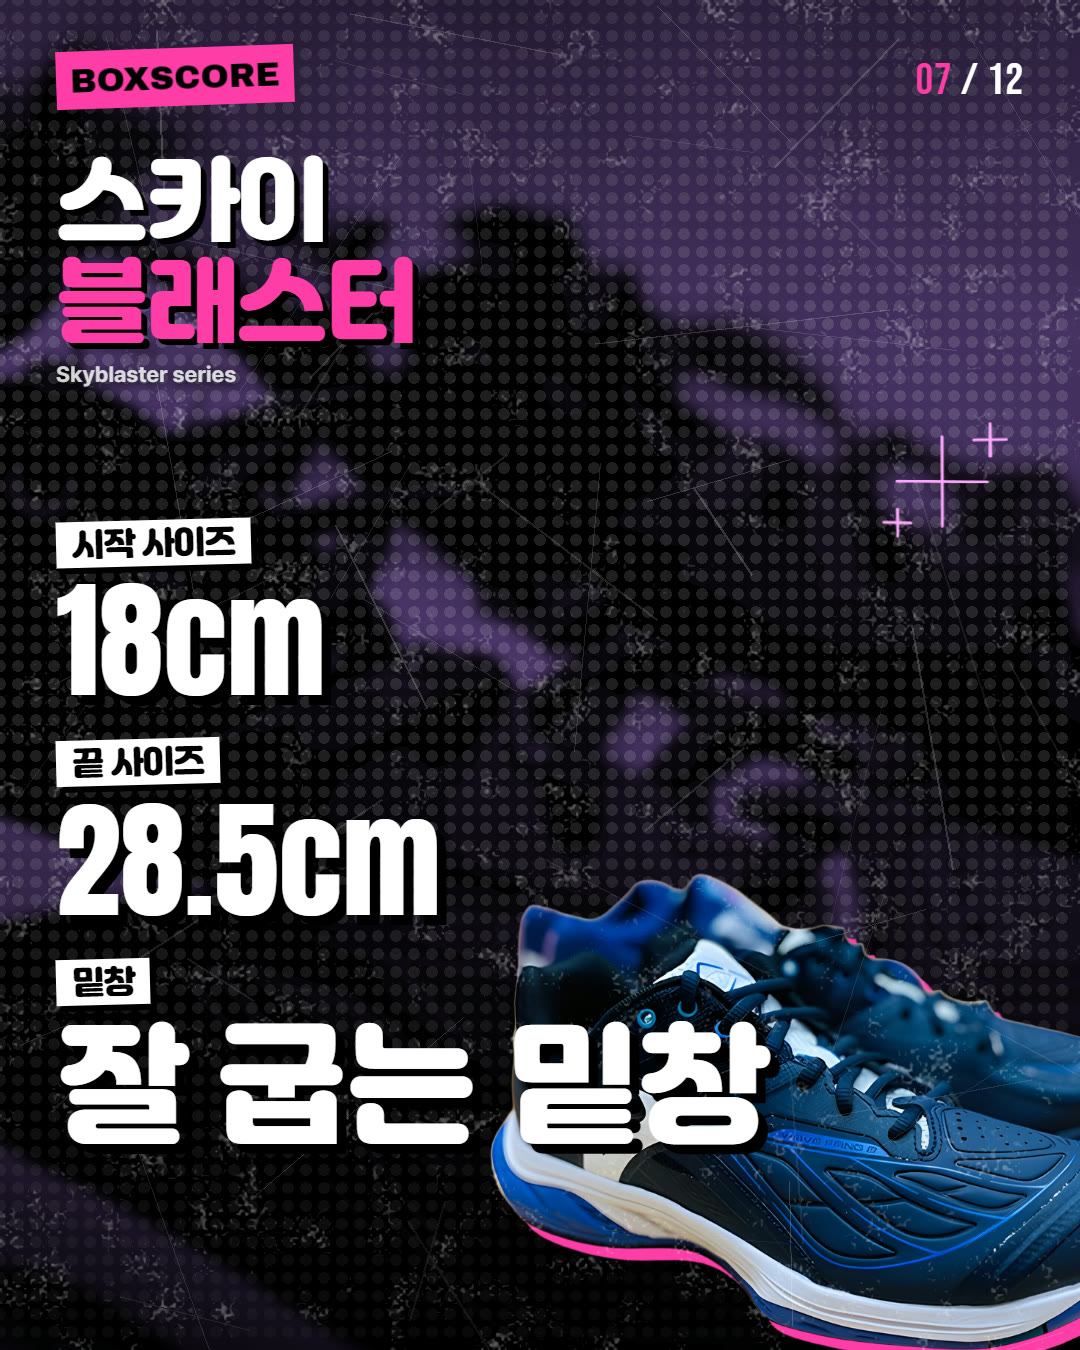 BOXSCORE
07 / 12
스카이
블래스터
Skyblaster series
시작 사이즈
18cm
끝 사이즈
28.5cm
밑창
잘 굽는 밑창